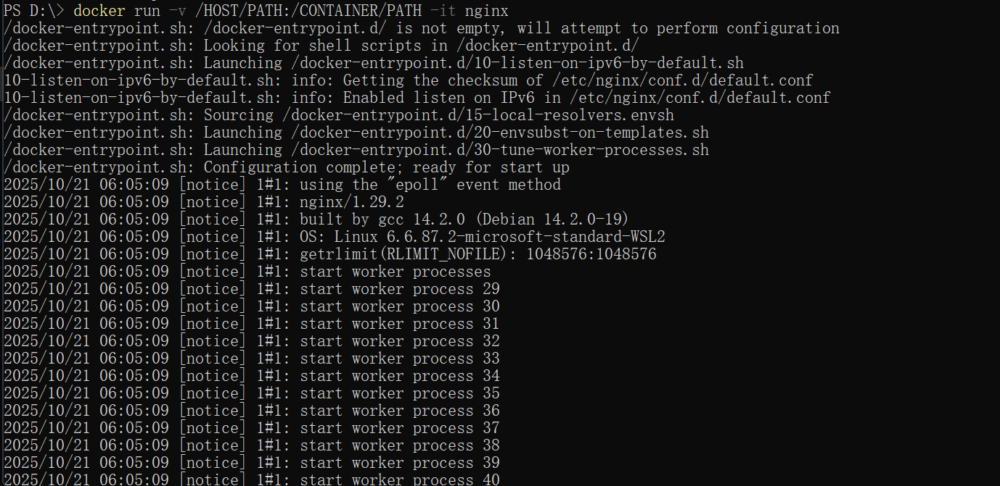 PS D:\> docker run -v /HOST/PATH:/CONTAINER/PATH -it nginx
/docker-entrypoint.sh: /docker-entrypoint.d/ is not empty, will attempt to perform configuration
/docker-entrypoint.sh: Looking for shell scripts in /docker-entrypoint.d/
/docker-entrypoint.sh: Launching /docker-entrypoint.d/10-listen-on-ipv6-by-default.sh
10-listen-on-ipv6-by-default.sh: info: Getting the checksum of /etc/nginx/conf.d/default.conf
10-listen-on-ipv6-by-default.sh: info: Enabled listen on IPv6 in /etc/nginx/conf.d/default.conf
/docker-entrypoint.sh: Sourcing /docker-entrypoint.d/15-local-resolvers.envsh
/docker-entrypoint.sh: Launching /docker-entrypoint.d/20-envsubst-on-templates.sh
/docker-entrypoint.sh: Launching /docker-entrypoint.d/30-tune-worker-processes.sh
/docker-entrypoint.sh: Configuration complete; ready for start up
2025/10/21 06:05:09 [notice] 1#1: using the "epoll" event method
2025/10/21 06:05:09 [notice] 1#1: nginx/1.29.2
2025/10/21 06:05:09 [notice] 1#1: built by gcc 14.2.0 (Debian 14.2.0-19)
2025/10/21 06:05:09 [notice] 1#1: OS: Linux 6.6.87.2-microsoft-standard-WSL2
2025/10/21 06:05:09 [notice] 1#1: getrlimit(RLIMIT_NOFILE): 1048576:1048576
2025/10/21 06:05:09 [notice] 1#1: start worker processes
2025/10/21 06:05:09 [notice] 1#1: start worker process 29
2025/10/21 06:05:09 [notice] 1#1: start worker process 30
2025/10/21 06:05:09 [notice] 1#1: start worker process 31
2025/10/21 06:05:09 [notice] 1#1: start worker process 32
2025/10/21 06:05:09 [notice] 1#1: start worker process 33
2025/10/21 06:05:09 [notice] 1#1: start worker process 34
2025/10/21 06:05:09 [notice] 1#1: start worker process 35
2025/10/21 06:05:09 [notice] 1#1: start worker process 36
2025/10/21 06:05:09 [notice] 1#1: start worker process 37
2025/10/21 06:05:09 [notice] 1#1: start worker process 38
2025/10/21 06:05:09 [notice] 1#1: start worker process 39
2025/10/21 06:05:09 [notice] 1#1: start worker process 40